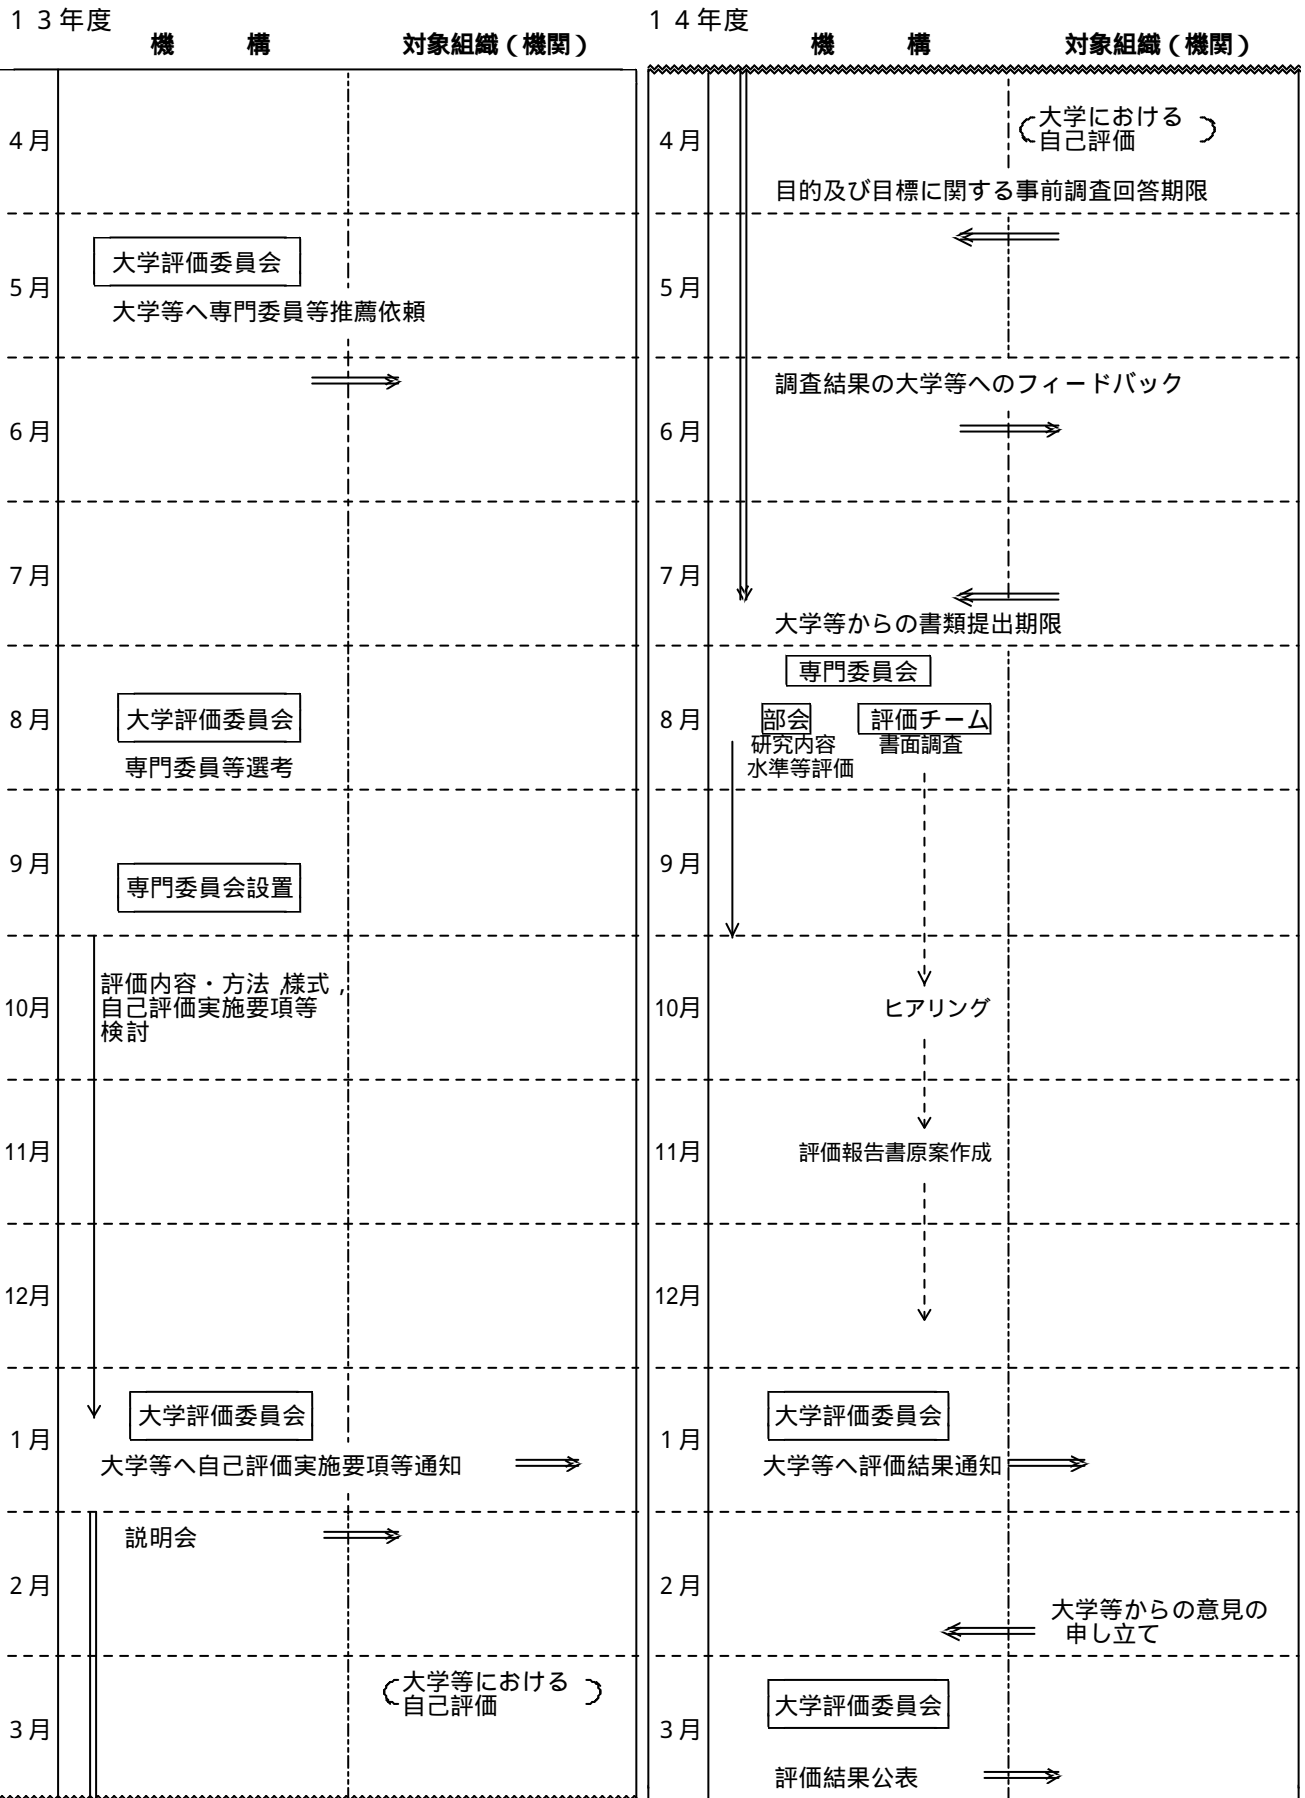 １３年度
機　構　対象組織（機関）
4月
5月
大学評価委員会
大学等へ専門委員等推薦依頼
6月
7月
8月
大学評価委員会
専門委員等選考
9月
専門委員会設置
10月
評価内容・方法，様式，
自己評価実施要項等
検討
11月
12月
1月
大学評価委員会
大学等へ自己評価実施要項等通知
2月
説明会
3月
（大学等における
自己評価）
１４年度
機　構　対象組織（機関）
4月
（大学における
自己評価）
目的及び目標に関する事前調査回答期限
5月
調査結果の大学等へのフィードバック
6月
7月
大学等からの書類提出期限
専門委員会
8月
部会　評価チーム
研究内容　書面調査
水準等評価
9月
10月
ヒアリング
11月
評価報告書原案作成
12月
大学評価委員会
1月
大学等へ評価結果通知
2月
大学等からの意見の
申し立て
大学評価委員会
3月
評価結果公表